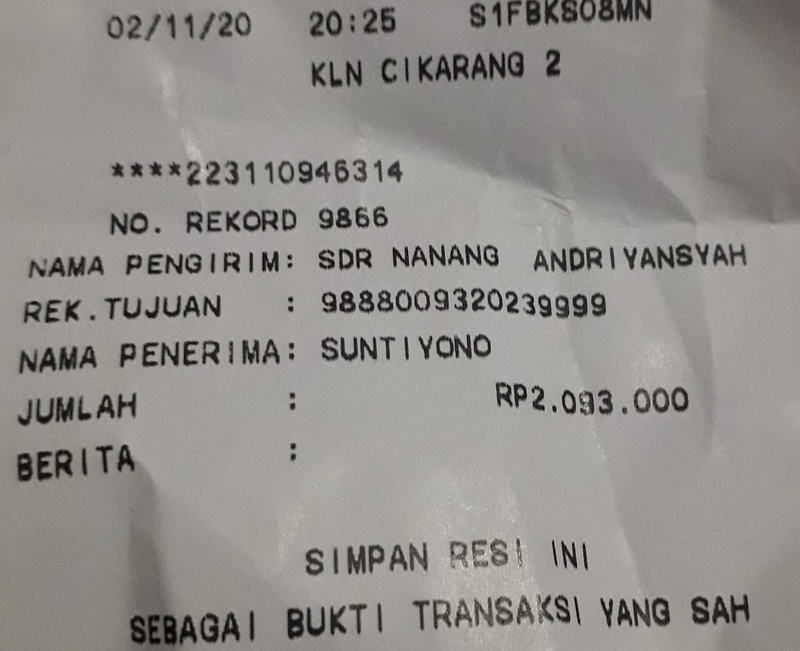 02/11/20 20:25 S1FBKS08MN
KLN CIKARANG 2
****223110946314
NO. REKORD 9866
NAMA PENGIRIM: SDR NANANG ANDRIYANSYAH
REK.TUJUAN : 9888009320239999
NAMA PENERIMA: SUNTIYONO
JUMLAH : RP2.093.000
BERITA :
SIMPAN RESI INI
SEBAGAI BUKTI TRANSAKSI YANG SAH